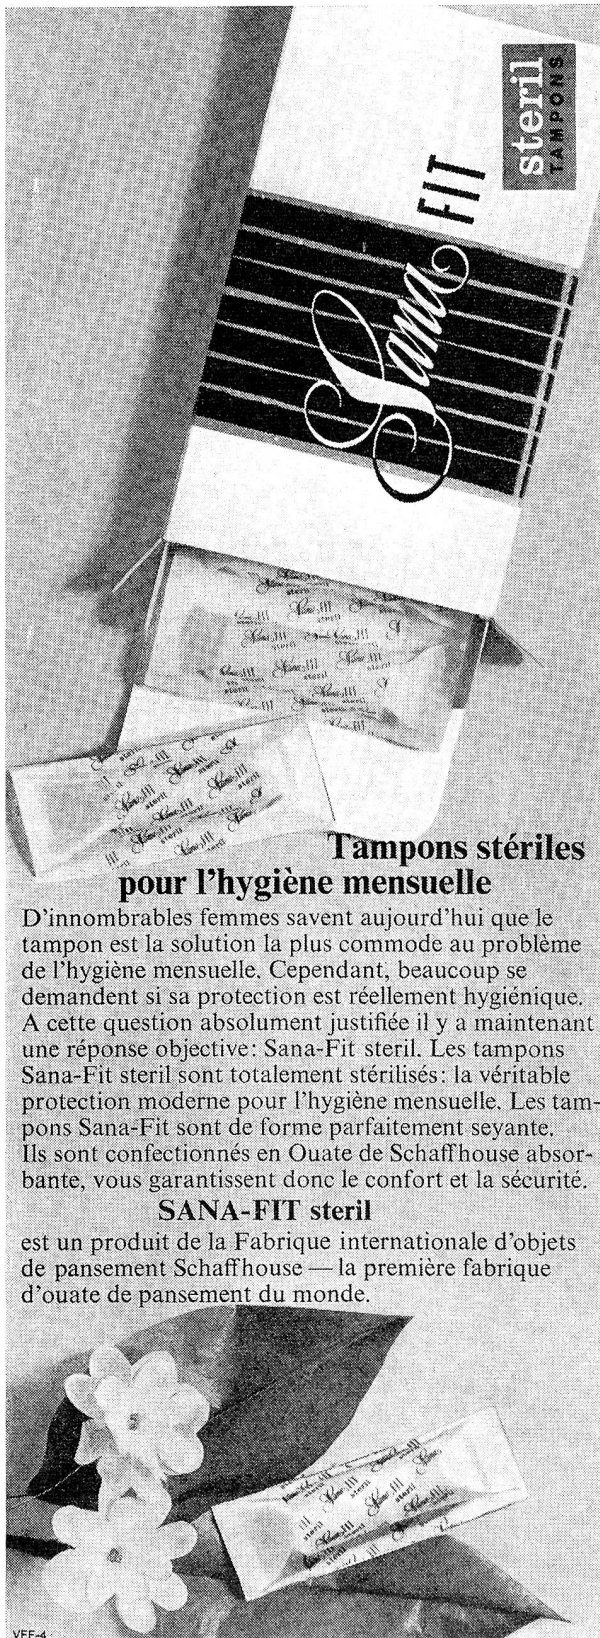 steril
TAMPONS
Sana FIT
Tampons stériles
pour l’hygiène mensuelle
D’innombrables femmes savent aujourd’hui que le
tampon est la solution la plus commode au problème
de l’hygiène mensuelle. Cependant, beaucoup se
demandent si sa protection est réellement hygiénique.
A cette question absolument justifiée il y a maintenant
une réponse objective: Sana-Fit steril. Les tampons
Sana-Fit steril sont totalement stérilisés: la véritable
protection moderne pour l’hygiène mensuelle. Les tam-
pons Sana-Fit sont de forme parfaitement seyante.
Ils sont confectionnés en Ouate de Schaffhouse absor-
bante, vous garantissent donc le confort et la sécurité.
SANA-FIT steril
est un produit de la Fabrique internationale d’objets
de pansement Schaffhouse — la première fabrique
d’ouate de pansement du monde.
VFF-4